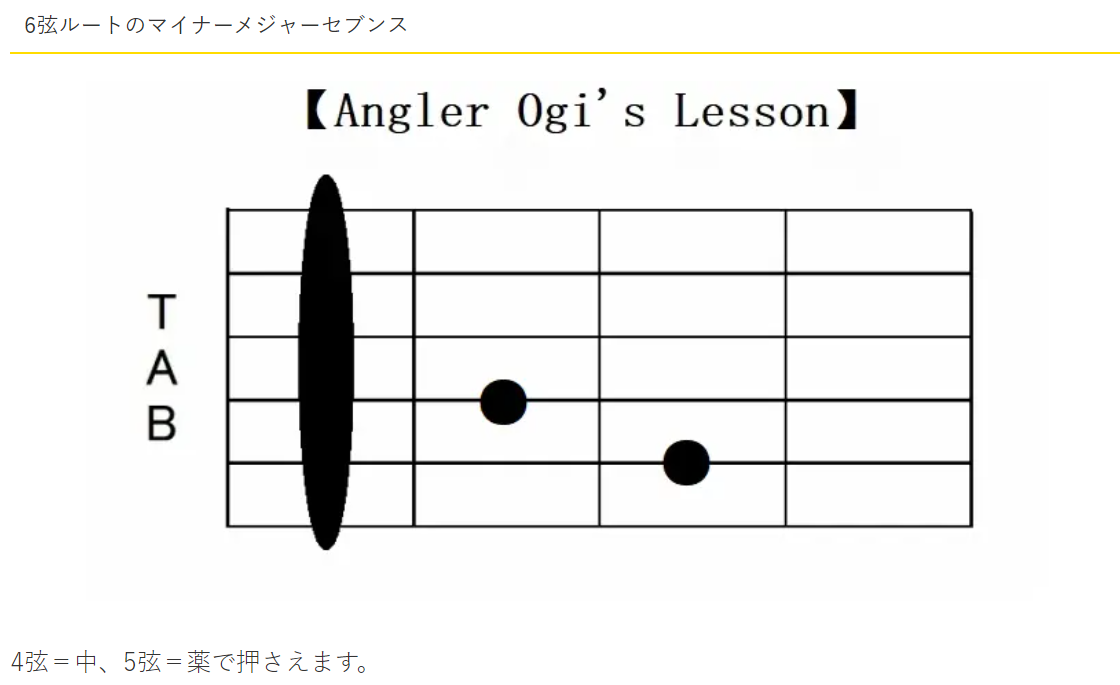 6弦ルートのマイナーメジャーセブンス
【Angler Ogi's Lesson】
T
A
B
4弦＝中、5弦＝薬で押さえます。